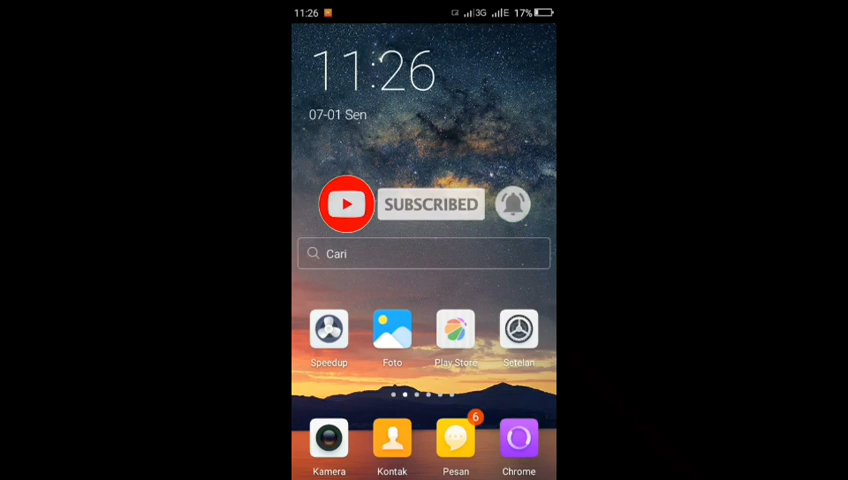 11:26 3G E 17%
11:26
07-01 Sen
SUBSCRIBED
Cari
Speedup Foto Play Store Setelan
6
Kamera Kontak Pesan Chrome